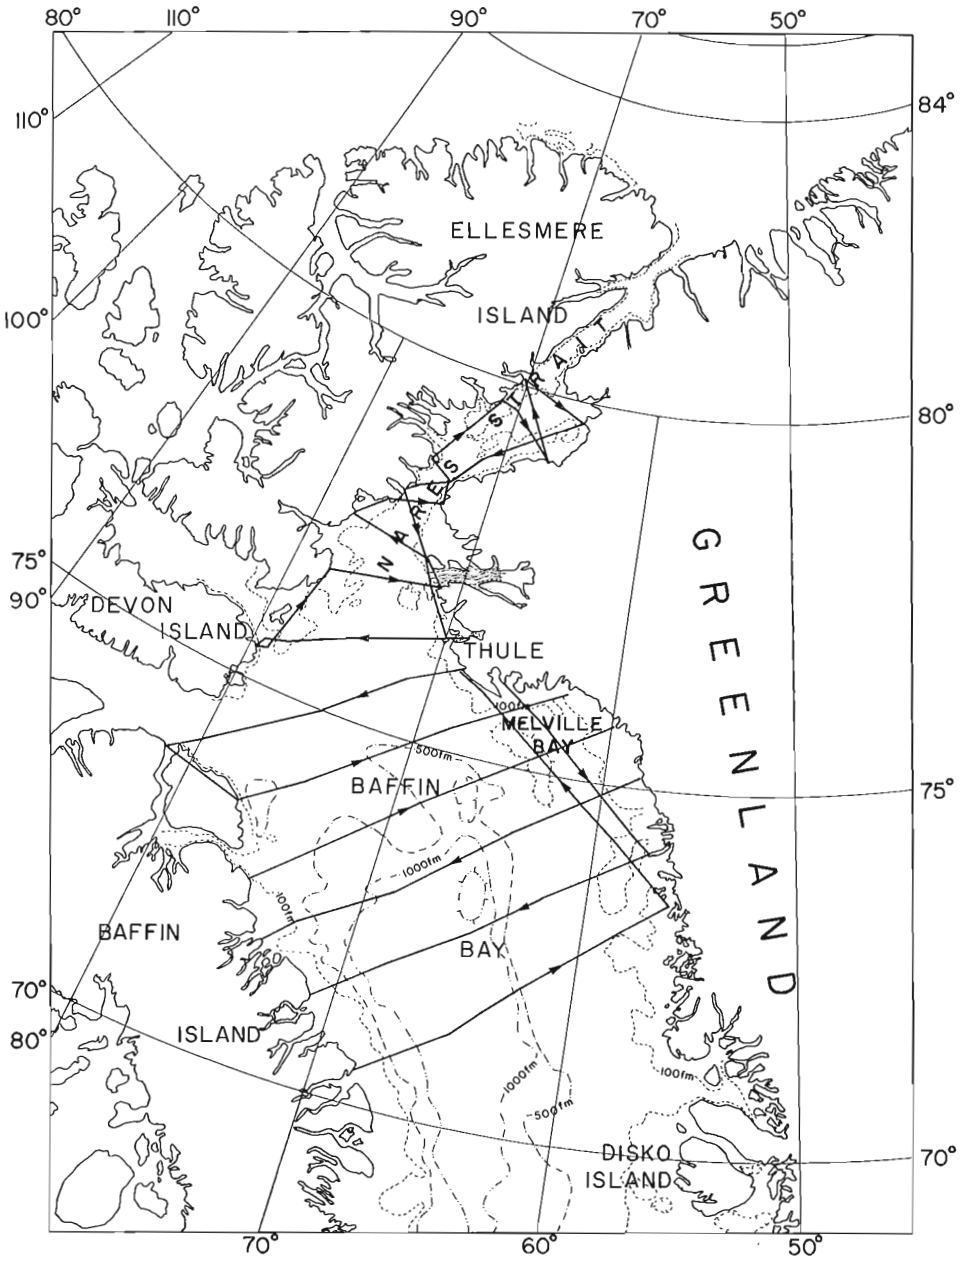 80° 110° 90° 70° 50°
84°
110°
ELLESMERE
ISLAND
100°
NARES STRAIT
80°
GREENLAND
75°
90°
DEVON
ISLAND
THULE
100fm
MELVILLE
BAY
500fm
BAFFIN
75°
1000fm
100fm
BAFFIN
BAY
70°
ISLAND
80°
1000fm
100fm
500fm
DISKO
ISLAND
70°
70° 60° 50°